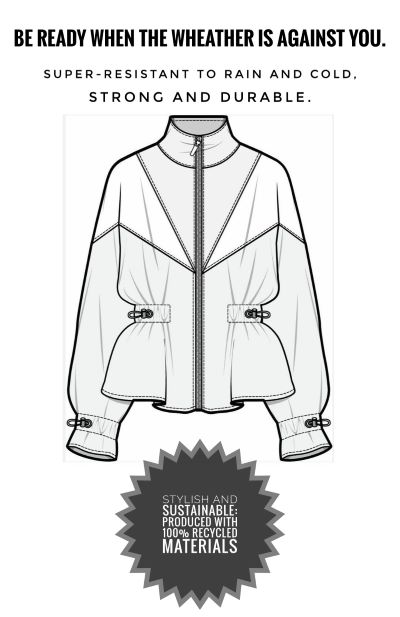 BE READY WHEN THE WHEATHER IS AGAINST YOU.
SUPER-RESISTANT TO RAIN AND COLD,
STRONG AND DURABLE.
STYLISH AND
SUSTAINABLE:
PRODUCED WITH
100% RECYCLED
MATERIALS